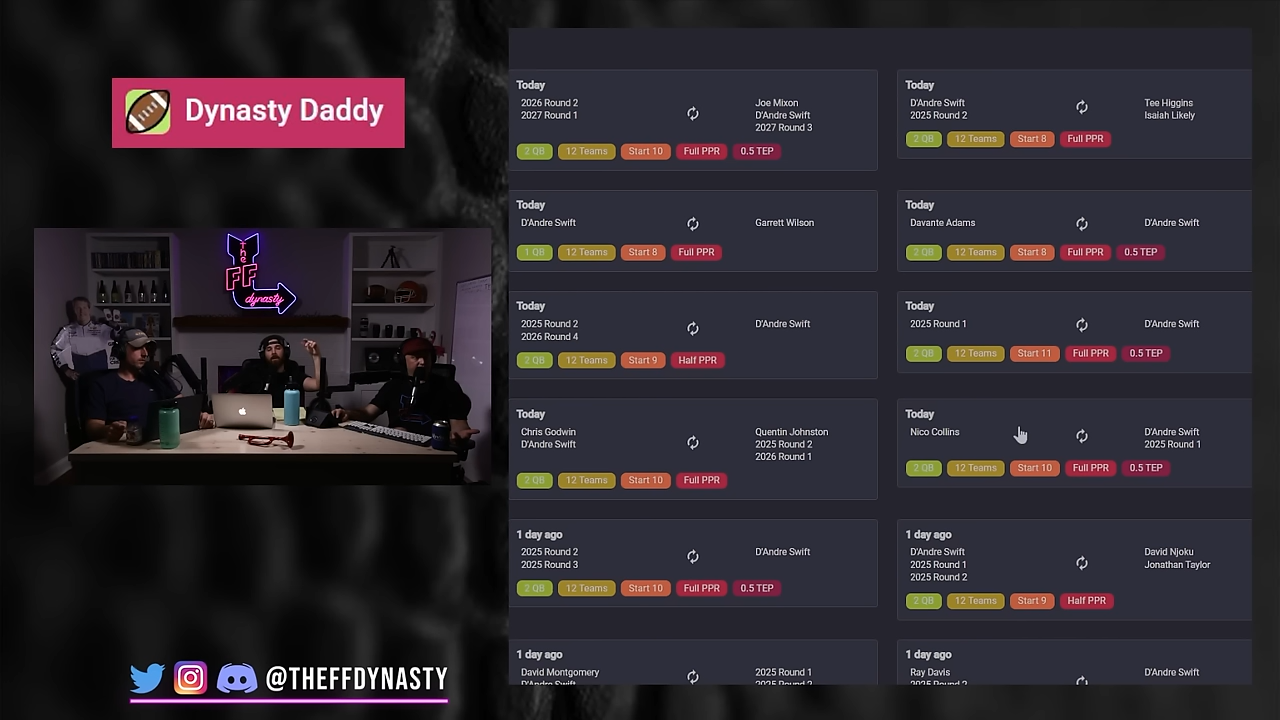 Dynasty Daddy
The
FF
dynasty
@THEFFDYNASTY
Today
2026 Round 2
2027 Round 1
Joe Mixon
D'Andre Swift
2027 Round 3
2 QB 12 Teams Start 10 Full PPR 0.5 TEP
Today
D'Andre Swift
2025 Round 2
Tee Higgins
Isaiah Likely
2 QB 12 Teams Start 8 Full PPR
Today
D'Andre Swift
Garrett Wilson
1 QB 12 Teams Start 8 Full PPR
Today
Davante Adams
D'Andre Swift
2 QB 12 Teams Start 8 Full PPR 0.5 TEP
Today
2025 Round 2
2026 Round 4
D'Andre Swift
2 QB 12 Teams Start 9 Half PPR
Today
2025 Round 1
D'Andre Swift
2 QB 12 Teams Start 11 Full PPR 0.5 TEP
Today
Chris Godwin
D'Andre Swift
Quentin Johnston
2025 Round 2
2026 Round 1
2 QB 12 Teams Start 10 Full PPR
Today
Nico Collins
D'Andre Swift
2025 Round 1
2 QB 12 Teams Start 10 Full PPR 0.5 TEP
1 day ago
2025 Round 2
2025 Round 3
D'Andre Swift
2 QB 12 Teams Start 10 Full PPR 0.5 TEP
1 day ago
D'Andre Swift
2025 Round 1
2025 Round 2
David Njoku
Jonathan Taylor
2 QB 12 Teams Start 9 Half PPR
1 day ago
David Montgomery
D'Andre Swift
2025 Round 1
2025 Round 2
1 day ago
Ray Davis
2025 Round 2
D'Andre Swift